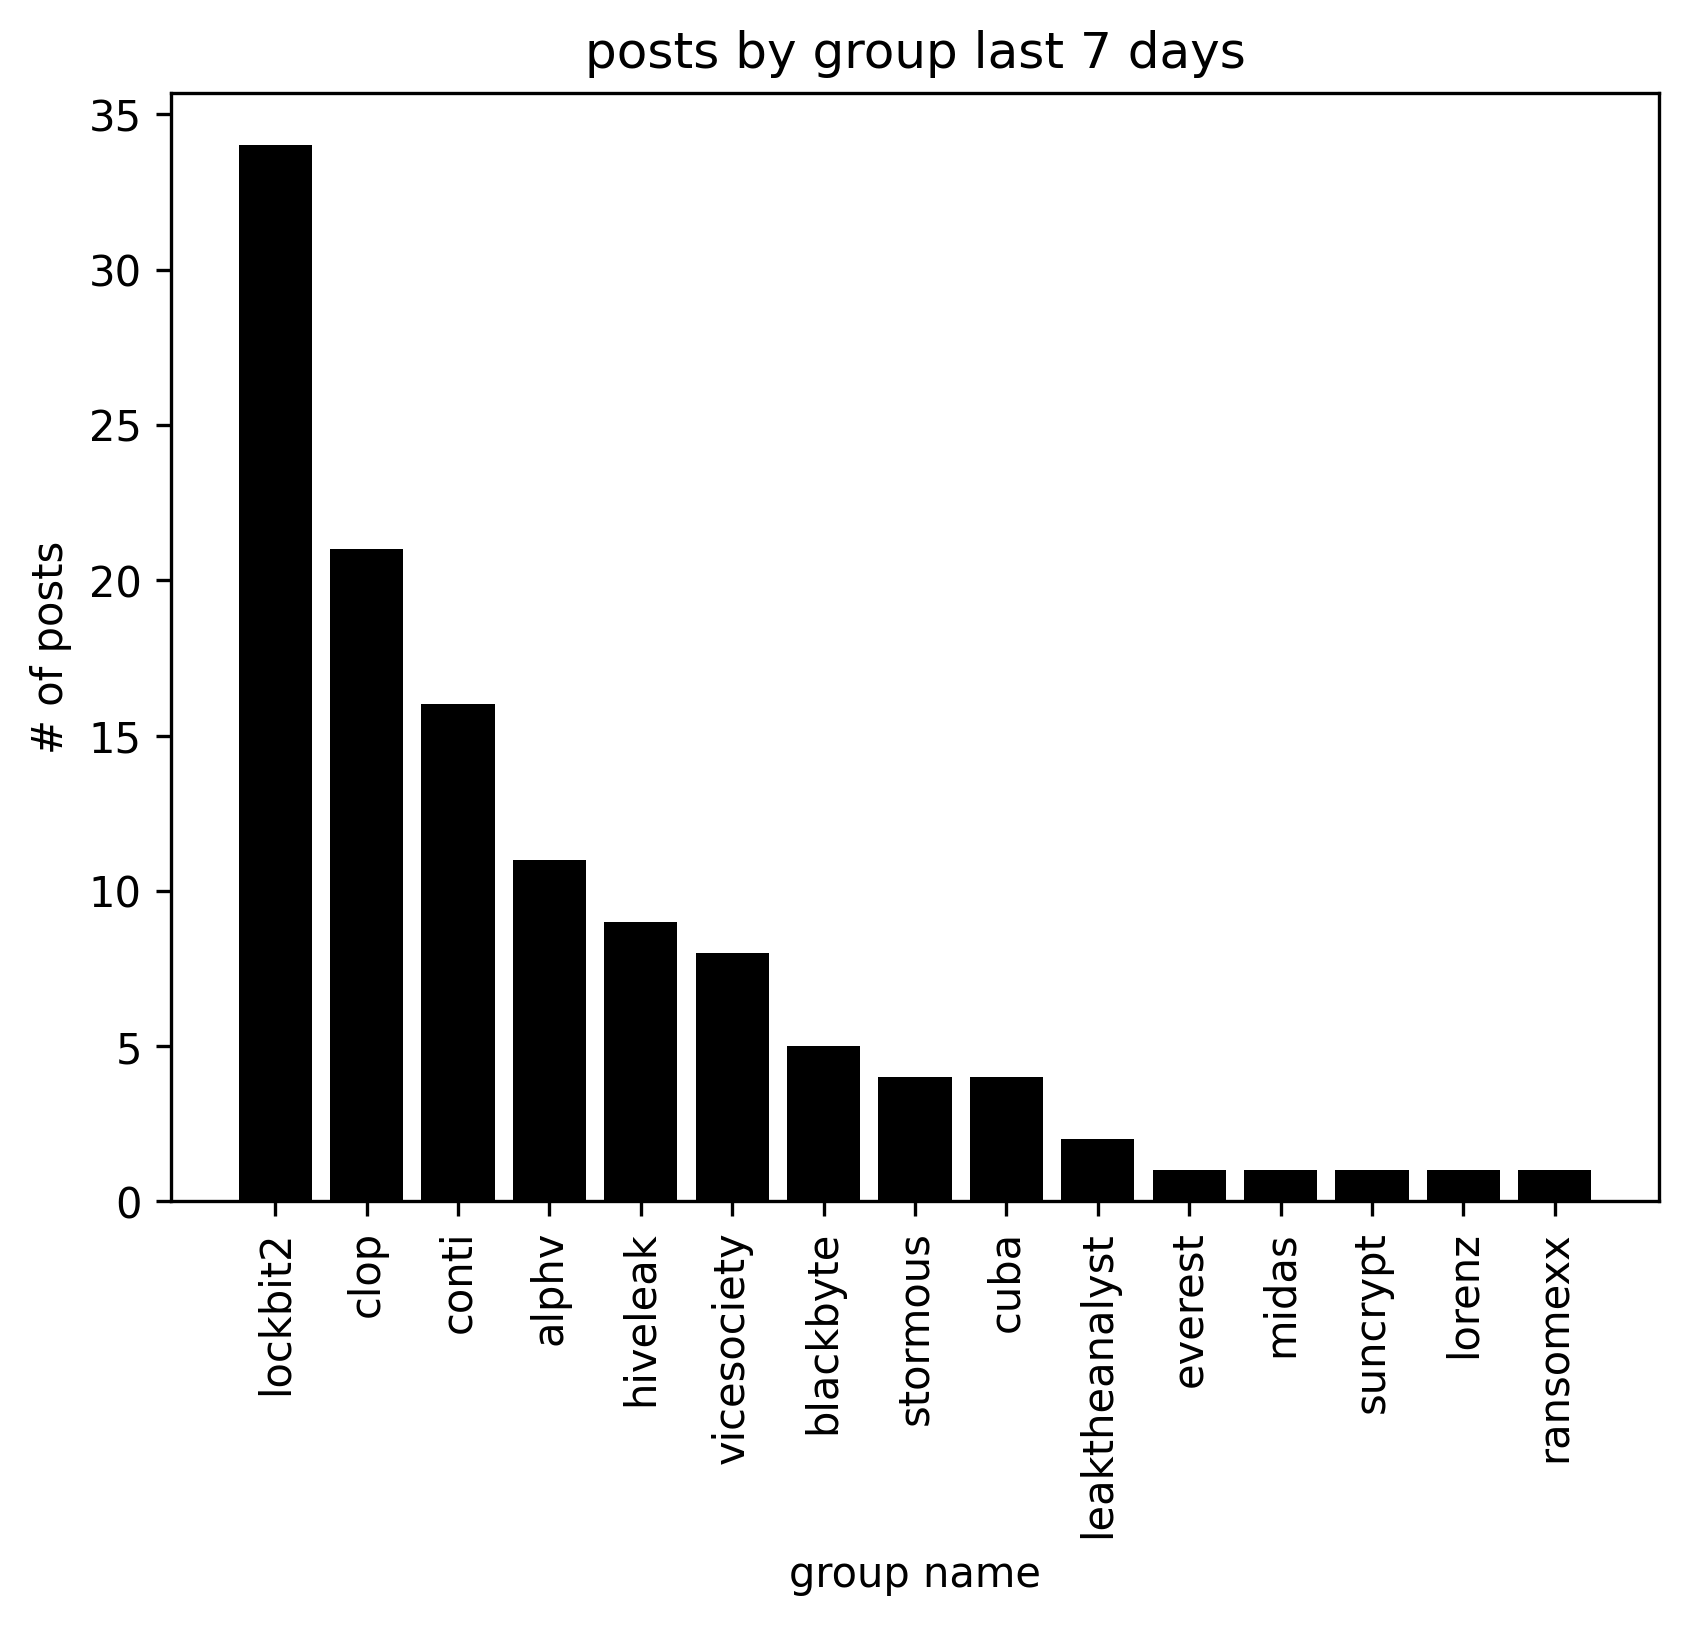 posts by group last 7 days
35
30
25
20
15
10
5
0
# of posts
lockbit2
clop
conti
alphv
hiveleak
vicesociety
blackbyte
stormous
cuba
leaktheanalyst
everest
midas
suncrypt
lorenz
ransomexx
group name